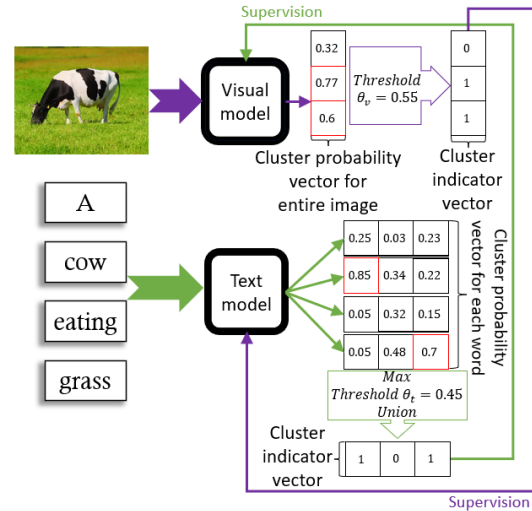 Supervision
Visual
model
0.32
0.77
0.6
Threshold
θv = 0.55
0
1
1
Cluster probability
vector for
entire image
Cluster
indicator
vector
A
cow
eating
grass
Text
model
0.25 0.03 0.23
0.85 0.34 0.22
0.05 0.32 0.15
0.05 0.48 0.7
Cluster probability
vector for each word
Max
Threshold θt = 0.45
Union
Cluster
indicator
vector
1 0 1
Supervision